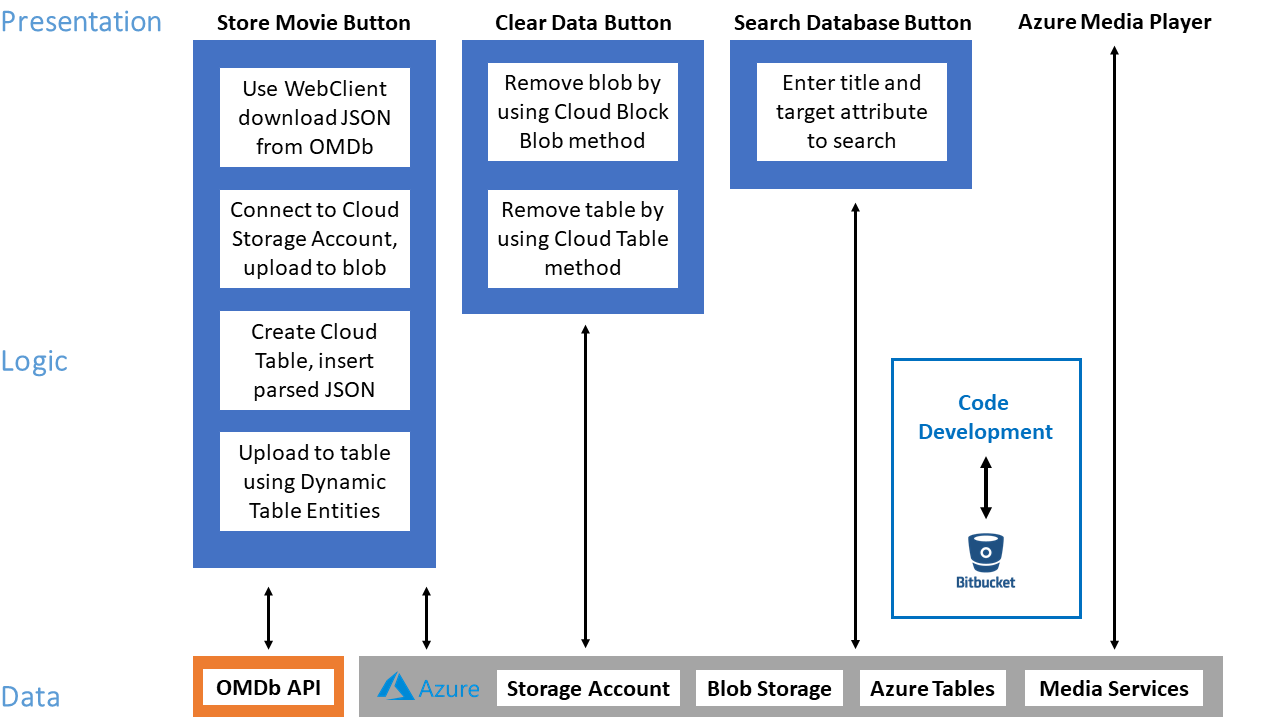 Presentation
Store Movie Button
Clear Data Button
Search Database Button
Azure Media Player
Use WebClient
download JSON
from OMDb
Connect to Cloud
Storage Account,
upload to blob
Create Cloud
Table, insert
parsed JSON
Upload to table
using Dynamic
Table Entities
Remove blob by
using Cloud Block
Blob method
Remove table by
using Cloud Table
method
Enter title and
target attribute
to search
Logic
Code
Development
Bitbucket
Data
OMDb API
Azure
Storage Account
Blob Storage
Azure Tables
Media Services